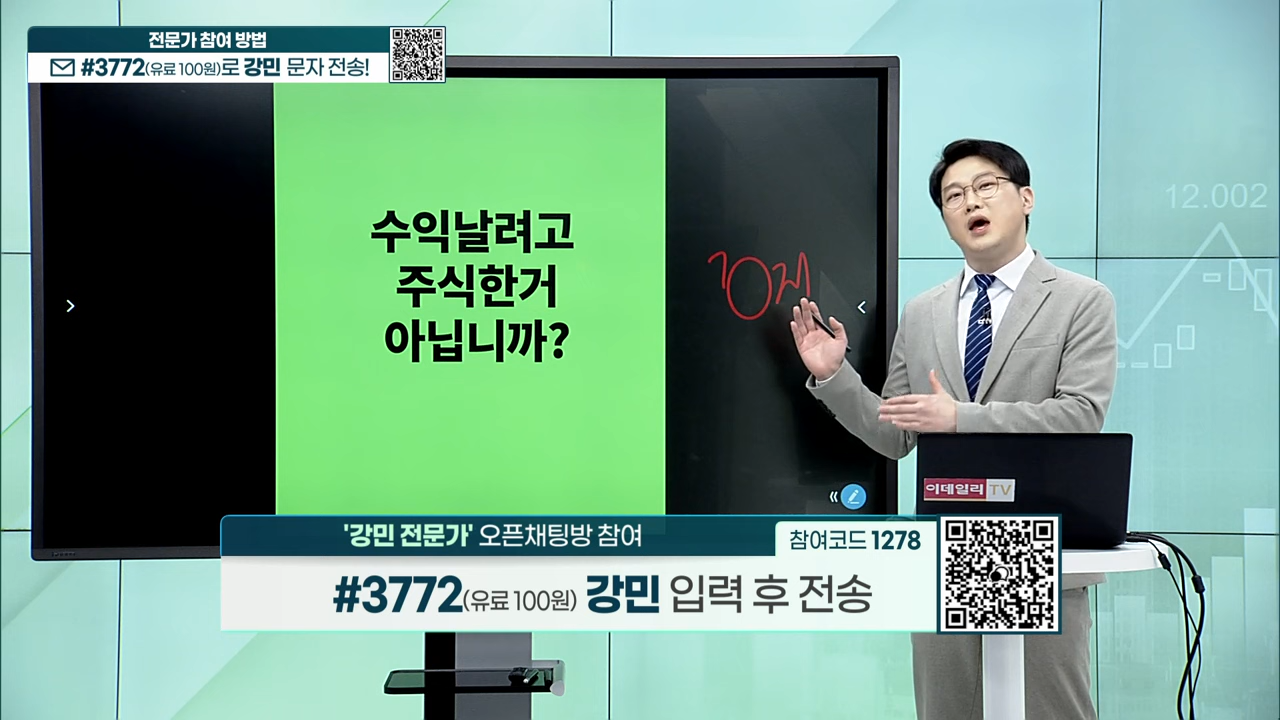 전문가 참여 방법
#3772(유료 100원)로 강민 문자 전송!
12.002
수익날려고
주식한거
아닙니까?
이데일리 TV
'강민 전문가' 오픈채팅방 참여
참여코드 1278
#3772(유료 100원) 강민 입력 후 전송